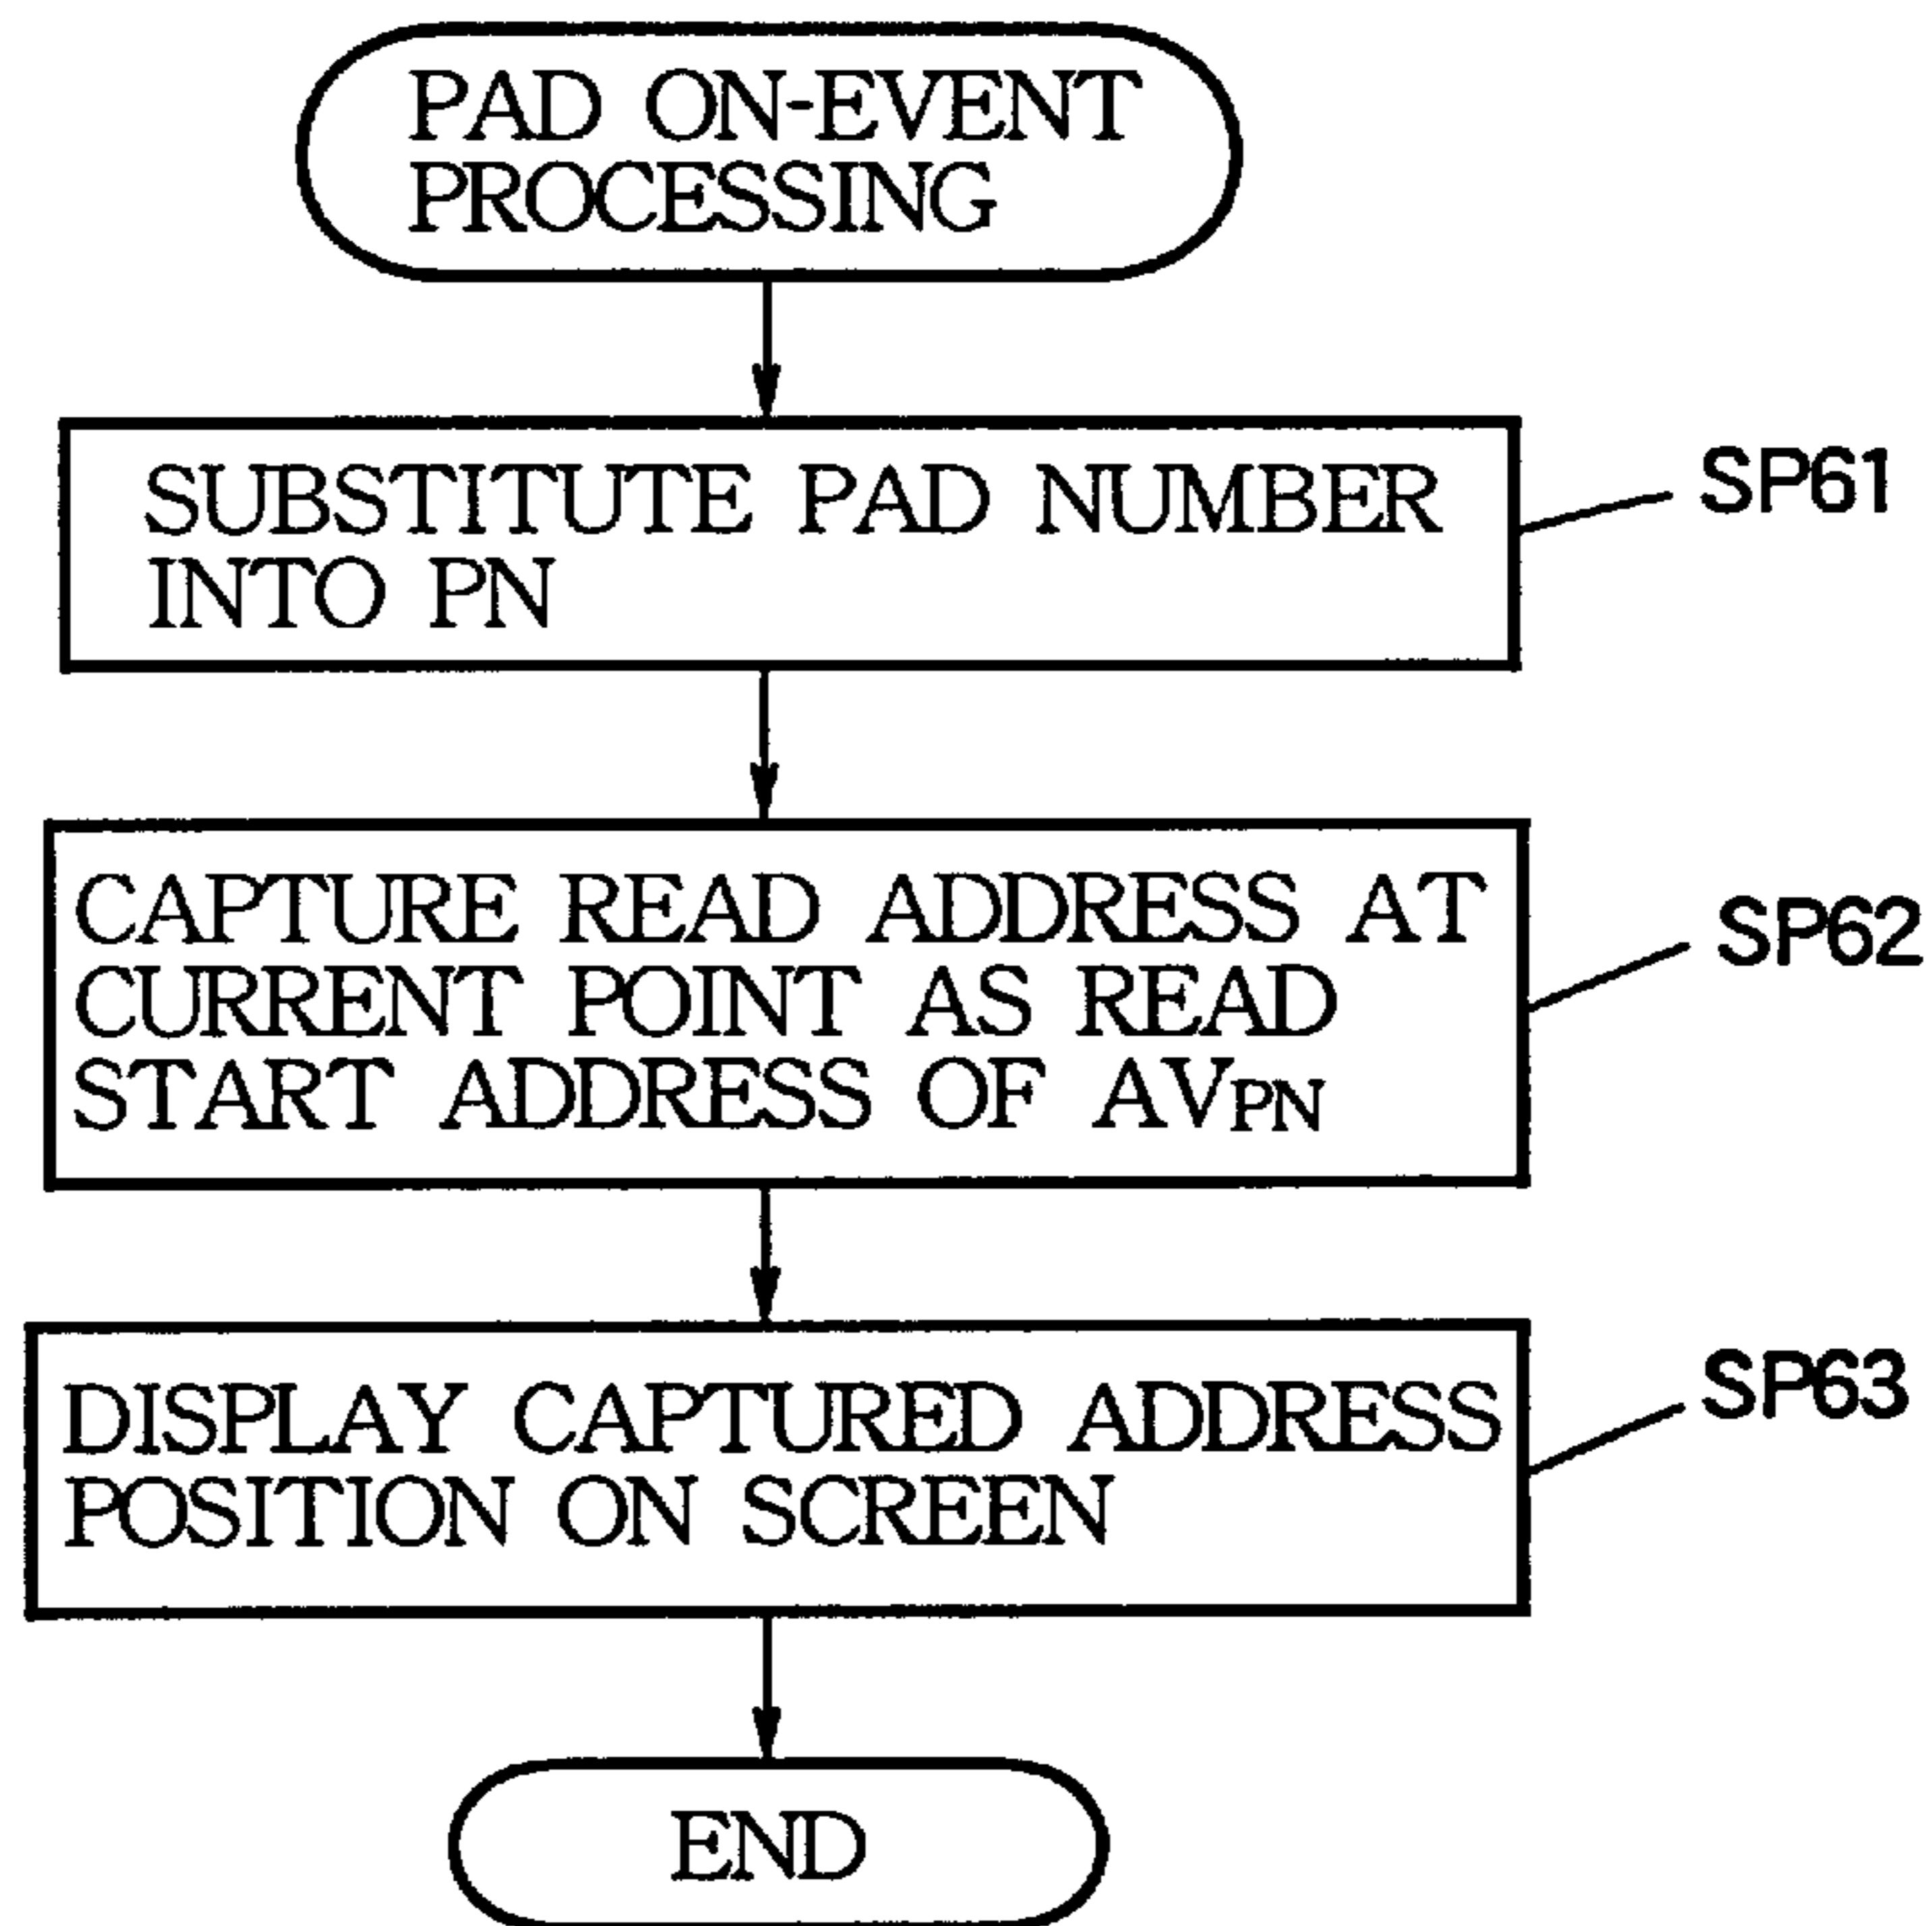 PAD ON-EVENT
PROCESSING
SUBSTITUTE PAD NUMBER
INTO PN
SP61
CAPTURE READ ADDRESS AT
CURRENT POINT AS READ
START ADDRESS OF AVPN
SP62
DISPLAY CAPTURED ADDRESS
POSITION ON SCREEN
SP63
END